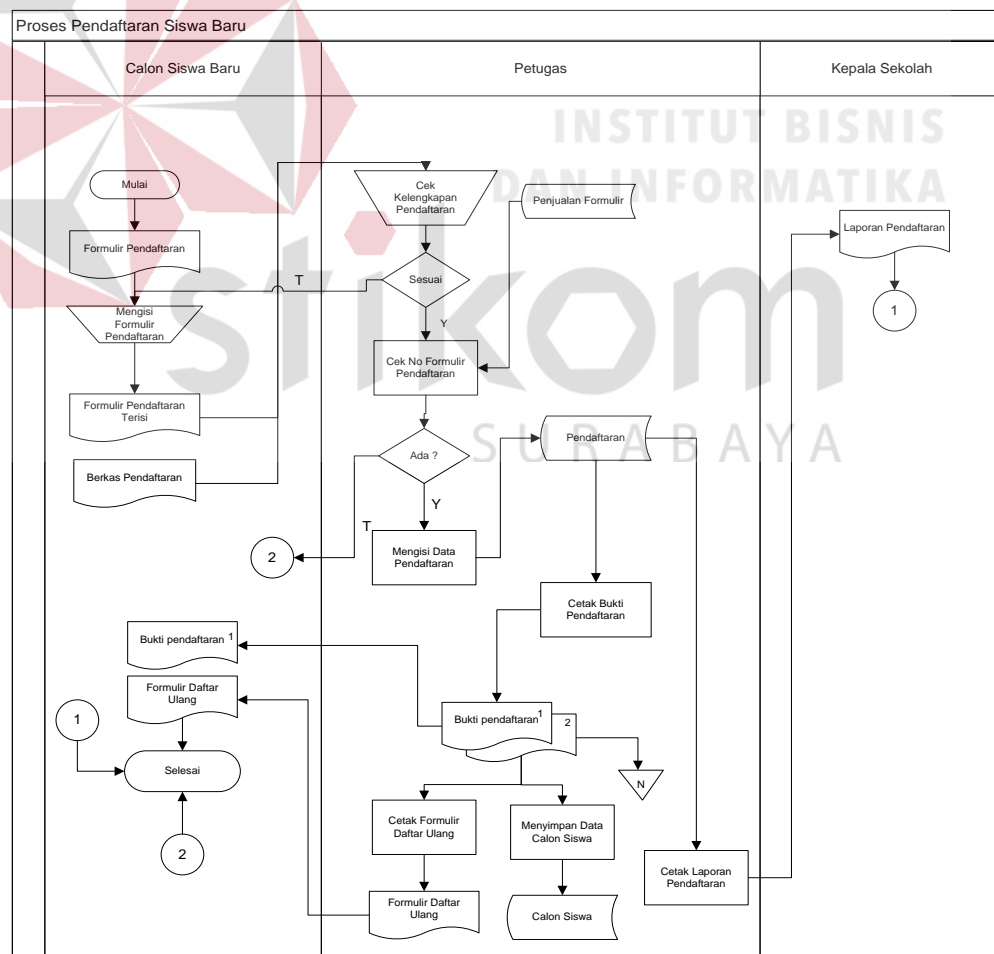 Proses Pendaftaran Siswa Baru
Calon Siswa Baru
Petugas
Kepala Sekolah
INSTITUT BISNIS
DAN INFORMATIKA
stikom
SURABAYA
Mulai
Formulir Pendaftaran
Mengisi
Formulir
Pendaftaran
Formulir Pendaftaran
Terisi
Berkas Pendaftaran
Cek
Kelengkapan
Pendaftaran
Penjualan Formulir
Sesuai
T
Y
Cek No Formulir
Pendaftaran
Ada ?
Y
T
2
Mengisi Data
Pendaftaran
Pendaftaran
Cetak Bukti
Pendaftaran
Laporan Pendaftaran
1
Bukti pendaftaran 1
Formulir Daftar
Ulang
1
Selesai
2
Bukti pendaftaran 1
2
N
Cetak Formulir
Daftar Ulang
Menyimpan Data
Calon Siswa
Formulir Daftar
Ulang
Calon Siswa
Cetak Laporan
Pendaftaran